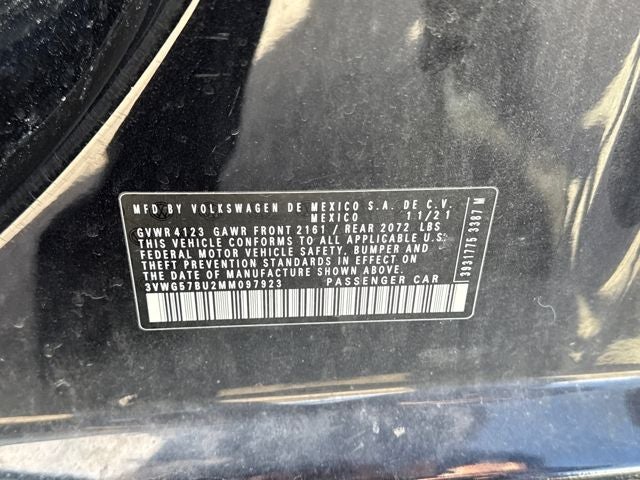 MFD BY VOLKSWAGEN DE MEXICO S.A. DE C.V.
MEXICO 11/21
GVWR 4123 GAWR FRONT 2161 / REAR 2072 LBS
THIS VEHICLE CONFORMS TO ALL APPLICABLE U.S.
FEDERAL MOTOR VEHICLE SAFETY, BUMPER AND
THEFT PREVENTION STANDARDS IN EFFECT ON
THE DATE OF MANUFACTURE SHOWN ABOVE.
3VWG57BU2MM097923 PASSENGER CAR
3931775 3387 M